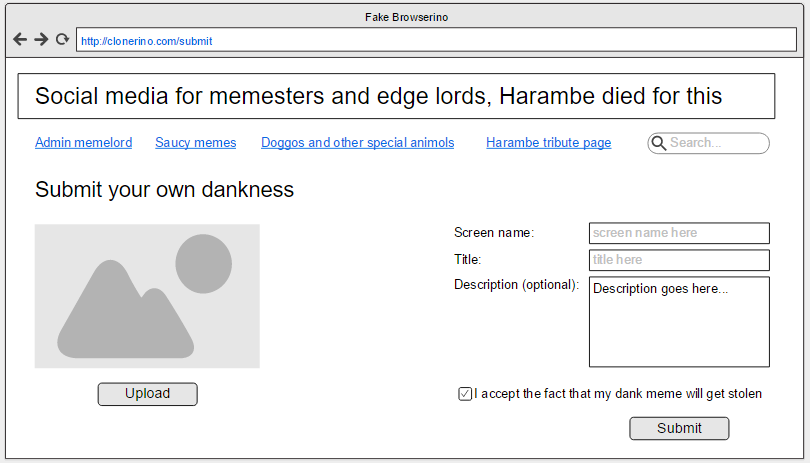 Fake Browserino
http://clonerino.com/submit
Social media for memesters and edge lords, Harambe died for this
Admin memelord Saucy memes Doggos and other special animols Harambe tribute page Search...
Submit your own dankness
Screen name: screen name here
Title: title here
Description (optional): Description goes here...
Upload
I accept the fact that my dank meme will get stolen
Submit